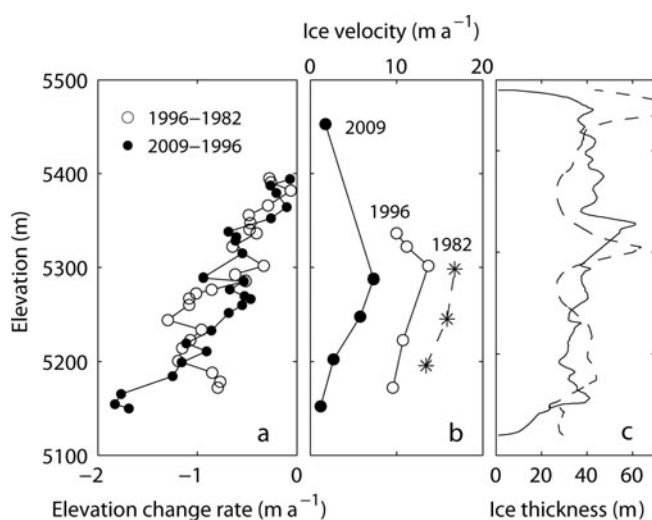 Ice velocity (m a⁻¹)
0 10 20
5500
5400
5300
5200
5100
Elevation (m)
1996−1982
2009−1996
2009
1996
1982
a
b
c
−2 −1 0
0 20 40 60
Elevation change rate (m a⁻¹)
Ice thickness (m)